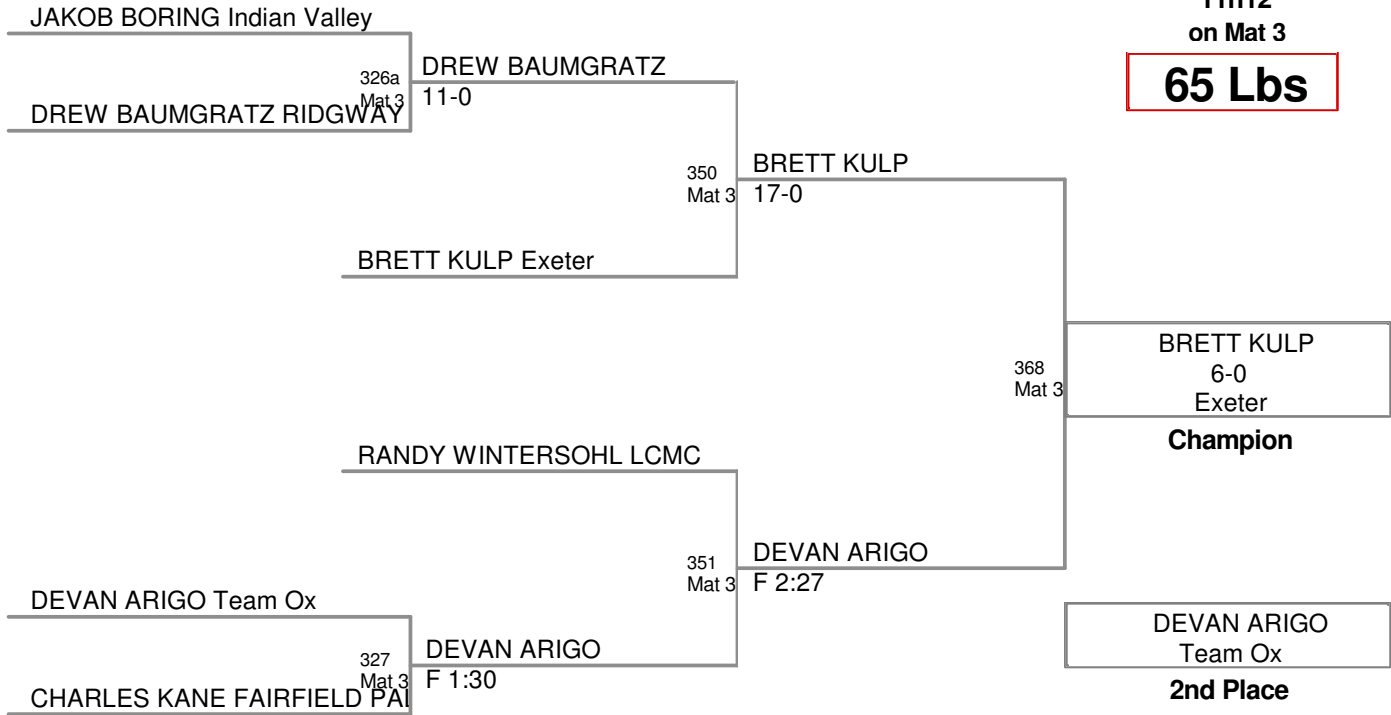 JAKOB BORING Indian Valley
on Mat 3
65 Lbs
326a
Mat 3
DREW BAUMGRATZ
11-0
DREW BAUMGRATZ RIDGWAY
350
Mat 3
BRETT KULP
17-0
BRETT KULP Exeter
368
Mat 3
BRETT KULP
6-0
Exeter
Champion
RANDY WINTERSOHL LCMC
351
Mat 3
DEVAN ARIGO
F 2:27
DEVAN ARIGO Team Ox
327
Mat 3
DEVAN ARIGO
F 1:30
CHARLES KANE FAIRFIELD PAL
DEVAN ARIGO
Team Ox
2nd Place